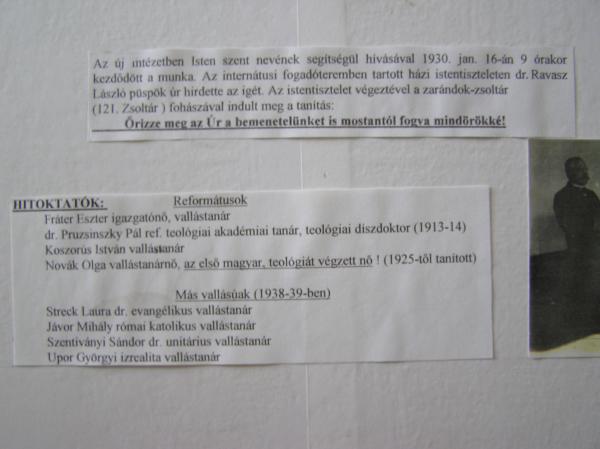 Az új intézetben Isten szent nevének segítségül hívásával 1930. jan. 16-án 9 órakor
kezdődött a munka. Az internátusi fogadóteremben tartott házi istentiszteleten dr. Ravasz
László püspök úr hirdette az igét. Az istentisztelet végeztével a zarándok-zsoltár
(121. Zsoltár ) fohászával indult meg a tanítás:
Őrizze meg az Úr a bemenetelünket is mostantól fogva mindörökké!
HITOKTATÓK: Reformátusok
Fráter Eszter igazgatónő, vallástanár
dr. Pruzsinszky Pál ref. teológiai akadémiai tanár, teológiai díszdoktor (1913-14)
Koszorús István vallástanár
Novák Olga vallástanárnő, az első magyar, teológiát végzett nő ! (1925-től tanított)
Más vallásúak (1938-39-ben)
Streck Laura dr. evangélikus vallástanár
Jávor Mihály római katolikus vallástanár
Szentiványi Sándor dr. unitárius vallástanár
Upor Györgyi izrealita vallástanár